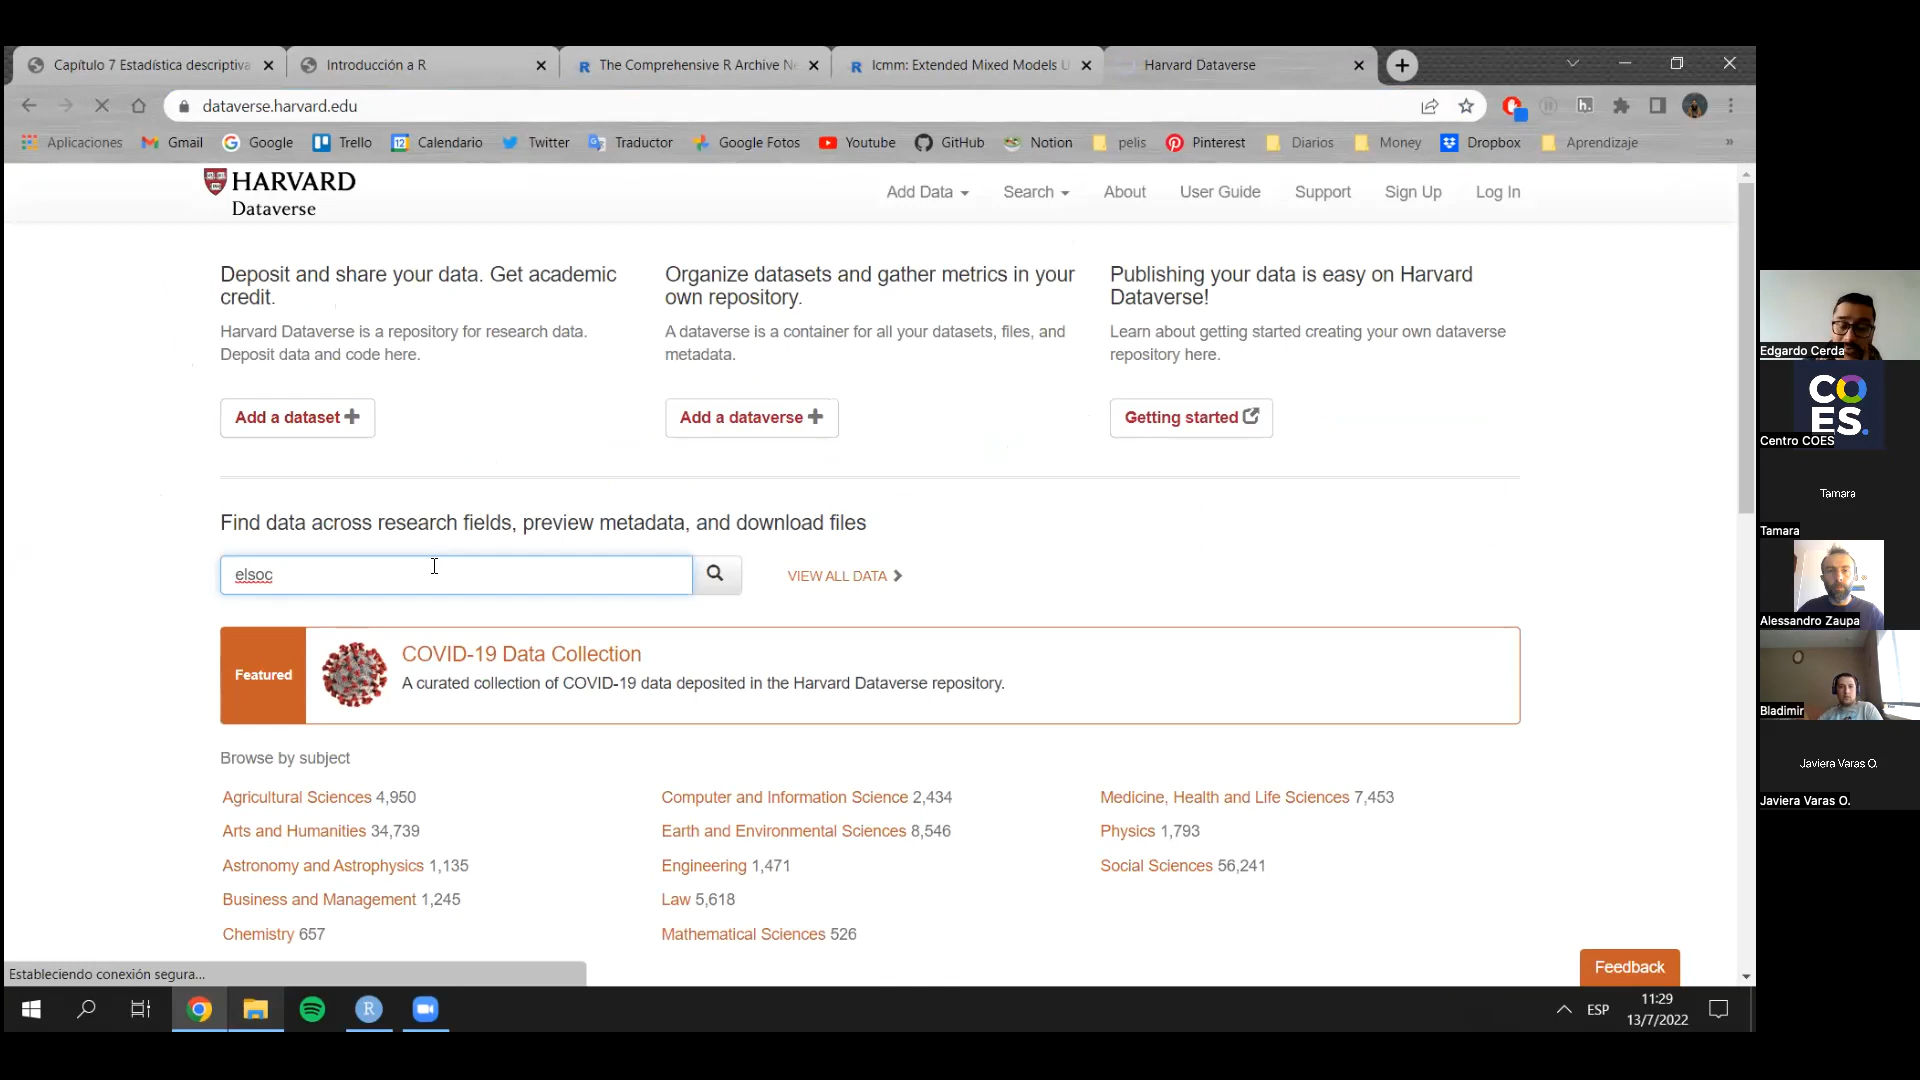 Capítulo 7 Estadística descriptiva
Introducción a R
The Comprehensive R Archive Ne
lcmm: Extended Mixed Models U
Harvard Dataverse
dataverse.harvard.edu
Aplicaciones
Gmail
Google
Trello
Calendario
Twitter
Traductor
Google Fotos
Youtube
GitHub
Notion
pelis
Pinterest
Diarios
Money
Dropbox
Aprendizaje
»
HARVARD
Dataverse
Add Data
Search
About
User Guide
Support
Sign Up
Log In
Deposit and share your data. Get academic
credit.
Harvard Dataverse is a repository for research data.
Deposit data and code here.
Add a dataset
Organize datasets and gather metrics in your
own repository.
A dataverse is a container for all your datasets, files, and
metadata.
Add a dataverse
Publishing your data is easy on Harvard
Dataverse!
Learn about getting started creating your own dataverse
repository here.
Getting started
Find data across research fields, preview metadata, and download files
elsoc
VIEW ALL DATA
Featured
COVID-19 Data Collection
A curated collection of COVID-19 data deposited in the Harvard Dataverse repository.
Browse by subject
Agricultural Sciences 4,950
Arts and Humanities 34,739
Astronomy and Astrophysics 1,135
Business and Management 1,245
Chemistry 657
Computer and Information Science 2,434
Earth and Environmental Sciences 8,546
Engineering 1,471
Law 5,618
Mathematical Sciences 526
Medicine, Health and Life Sciences 7,453
Physics 1,793
Social Sciences 56,241
Feedback
Estableciendo conexión segura...
ESP
11:29
13/7/2022
Edgardo Cerda
CO
ES.
Centro COES
Tamara
Tamara
Alessandro Zaupa
Bladimir
Javiera Varas O.
Javiera Varas O.